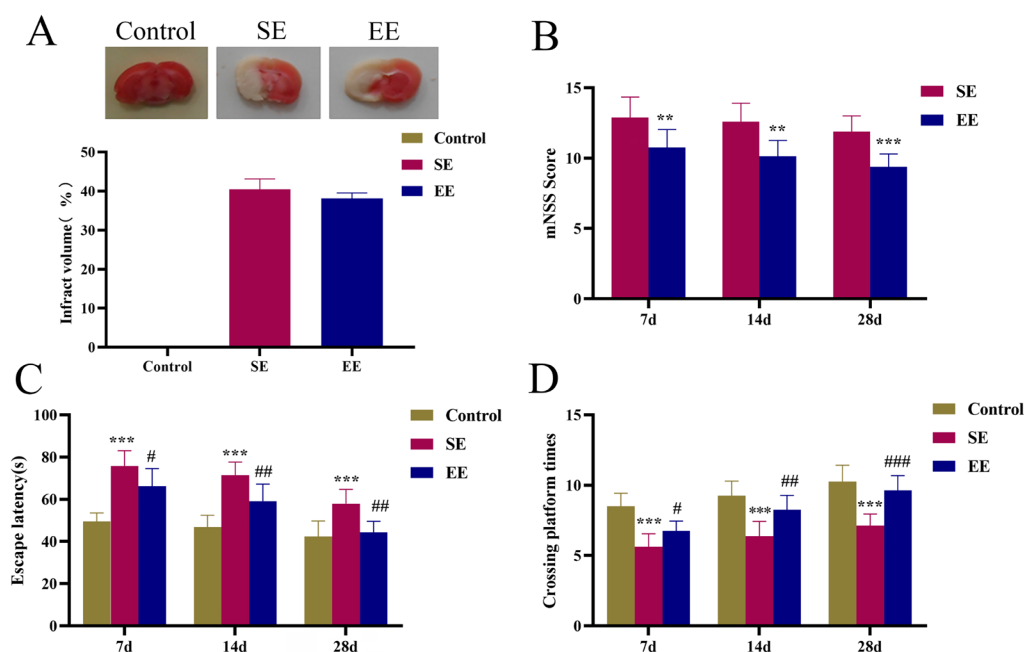 A
Control SE EE
Control
SE
EE
Infract volume( %)
50
40
30
20
10
0
Control SE EE
B
SE
EE
mNSS Score
15
10
5
0
** ** ***
7d 14d 28d
C
Control
SE
EE
Escape latency(s)
100
80
60
40
20
0
*** # *** ## *** ##
7d 14d 28d
D
Control
SE
EE
Crossing platform times
15
10
5
0
*** # *** ## *** ###
7d 14d 28d